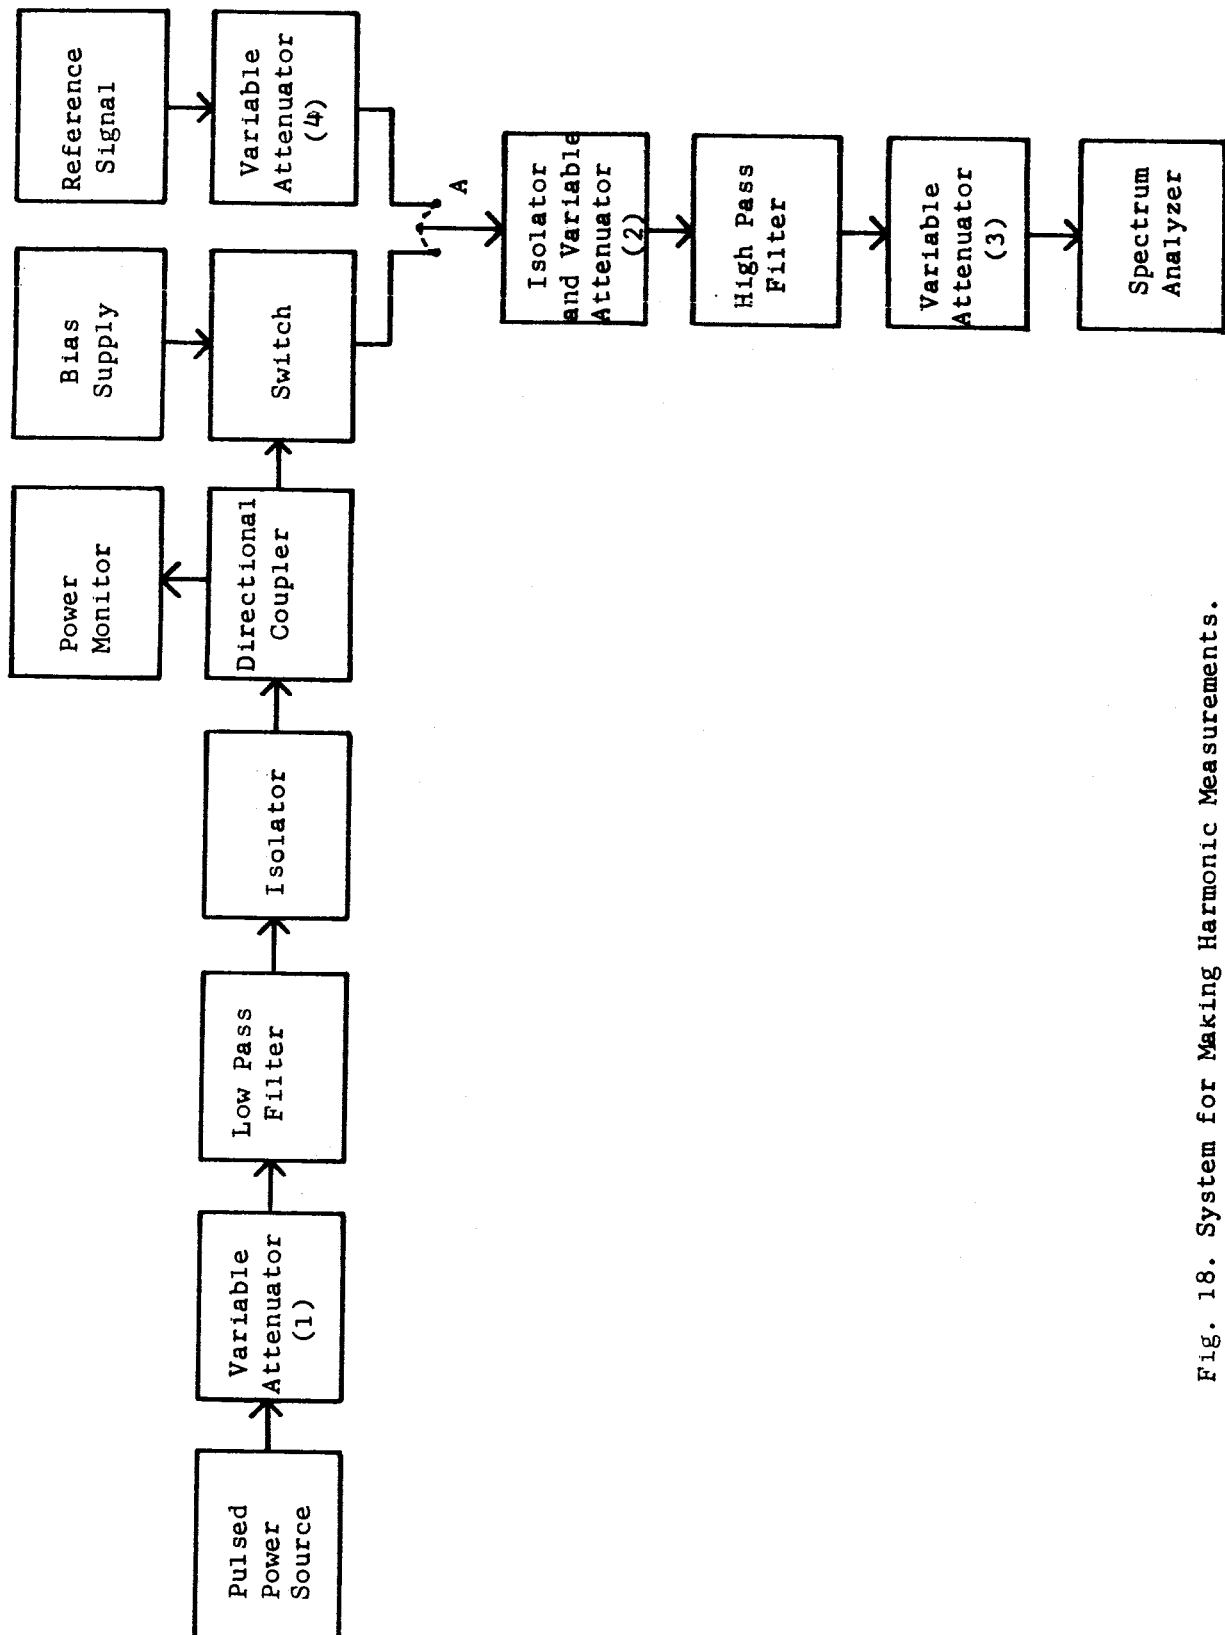 Pulsed
Power
Source
Variable
Attenuator
(1)
Low Pass
Filter
Isolator
Directional
Coupler
Power
Monitor
Switch
Bias
Supply
Reference
Signal
Variable
Attenuator
(4)
A
Isolator
and Variable
Attenuator
(2)
High Pass
Filter
Variable
Attenuator
(3)
Spectrum
Analyzer
Fig. 18. System for Making Harmonic Measurements.